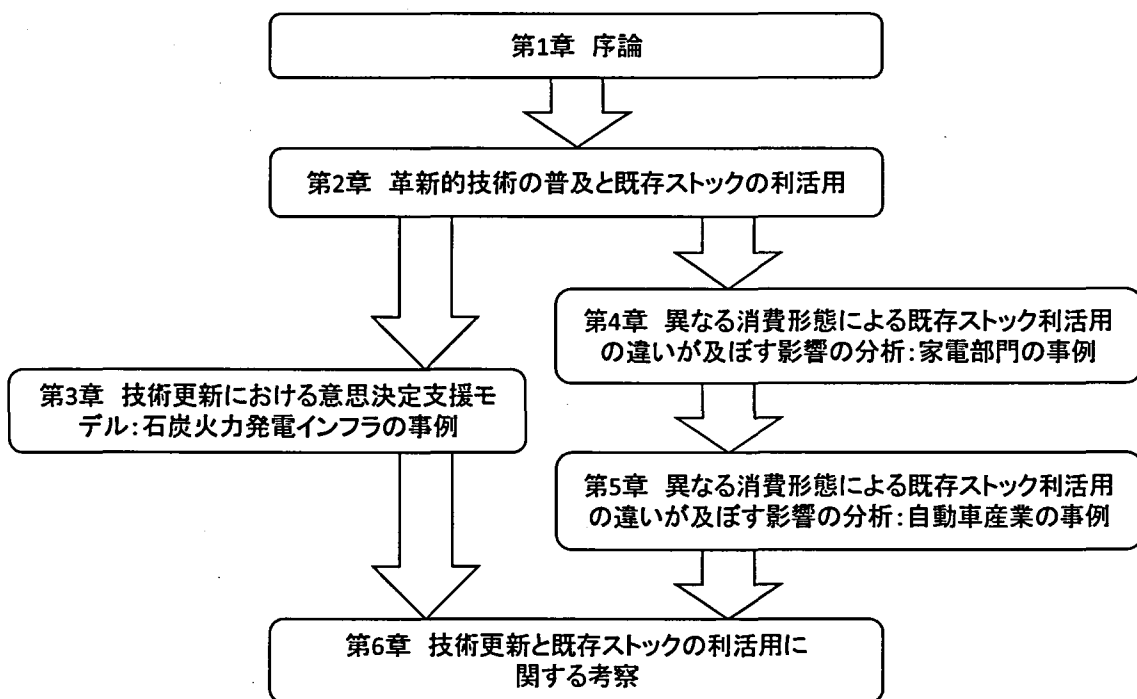 第1章 序論
第2章 革新的技術の普及と既存ストックの利活用
第3章 技術更新における意思決定支援モ
デル:石炭火力発電インフラの事例
第4章 異なる消費形態による既存ストック利活用
の違いが及ぼす影響の分析:家電部門の事例
第5章 異なる消費形態による既存ストック利活用
の違いが及ぼす影響の分析:自動車産業の事例
第6章 技術更新と既存ストックの利活用に
関する考察